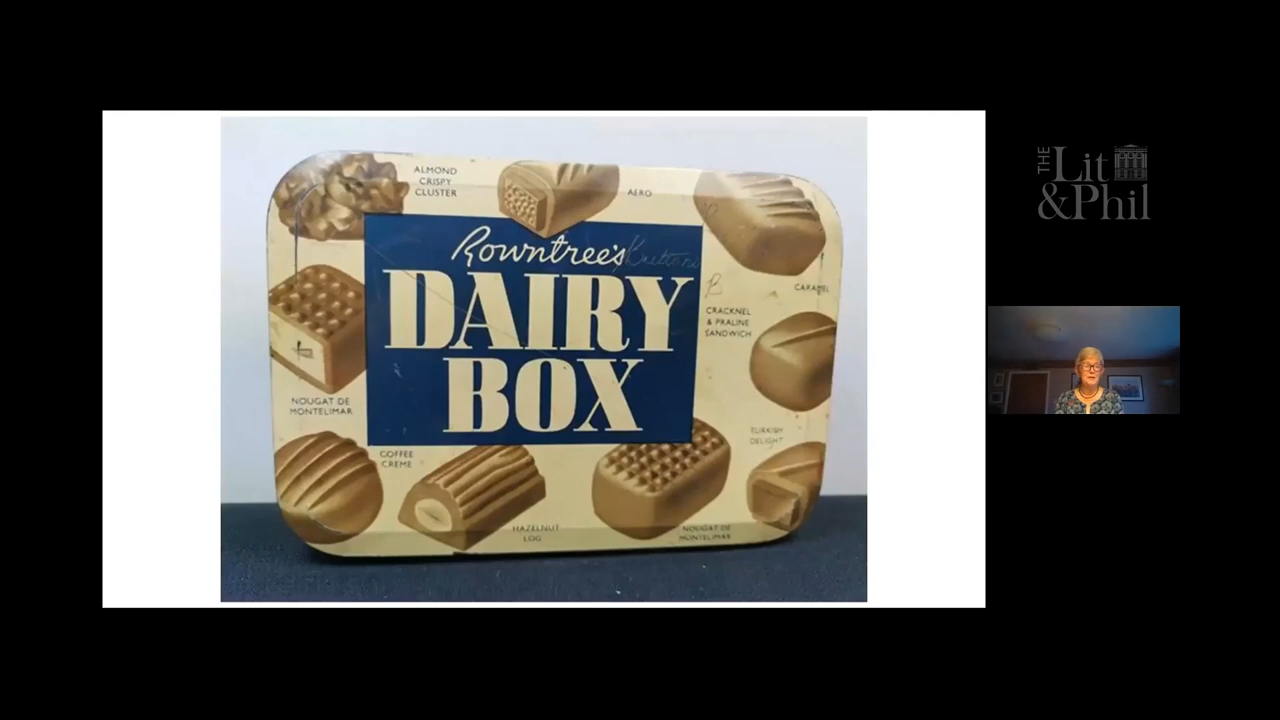 ALMOND
CRISPY
CLUSTER
AERO
Rowntree's
DAIRY
BOX
CARAMEL
CRACKNEL
& PRALINE
SANDWICH
NOUGAT DE
MONTELIMAR
COFFEE
CREME
TURKISH
DELIGHT
HAZELNUT
LOG
NOUGAT DE
MONTELIMAR
THE
Lit
&Phil